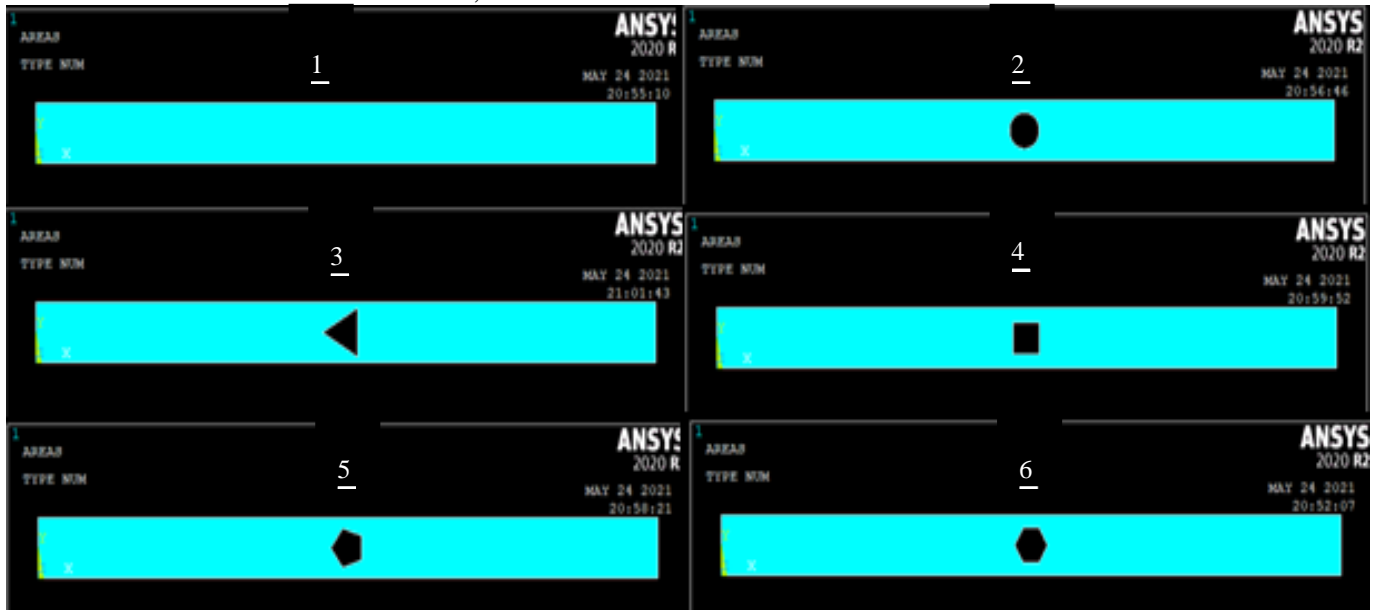 1
AREAS
TYPE NUM
1
ANSYS
2020 R
MAY 24 2021
20:55:10
Y
X
1
AREAS
TYPE NUM
2
ANSYS
2020 R2
MAY 24 2021
20:56:46
Y
X
1
AREAS
TYPE NUM
3
ANSYS
2020 R2
MAY 24 2021
21:01:43
Y
X
1
AREAS
TYPE NUM
4
ANSYS
2020 R2
MAY 24 2021
20:59:52
Y
X
1
AREAS
TYPE NUM
5
ANSYS
2020 R
MAY 24 2021
20:58:21
Y
X
1
AREAS
TYPE NUM
6
ANSYS
2020 R2
MAY 24 2021
20:52:07
Y
X